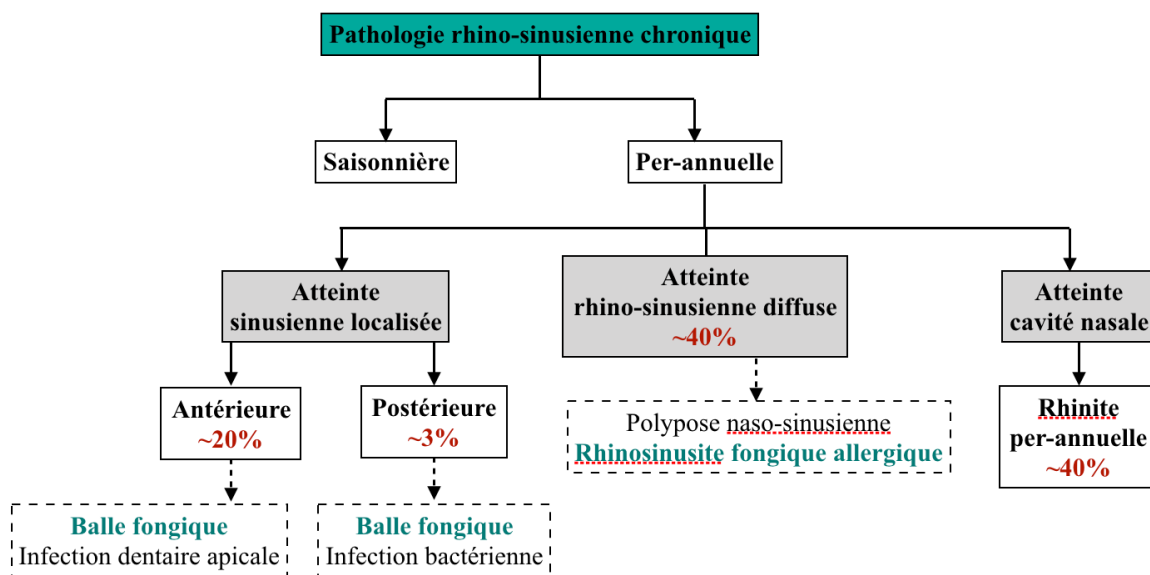 Pathologie rhino-sinusienne chronique
Saisonnière
Per-annuelle
Atteinte
sinusienne localisée
Atteinte
rhino-sinusienne diffuse
~40%
Atteinte
cavité nasale
Antérieure
~20%
Postérieure
~3%
Polypose naso-sinusienne
Rhinosinusite fongique allergique
Rhinite
per-annuelle
~40%
Balle fongique
Infection dentaire apicale
Balle fongique
Infection bactérienne